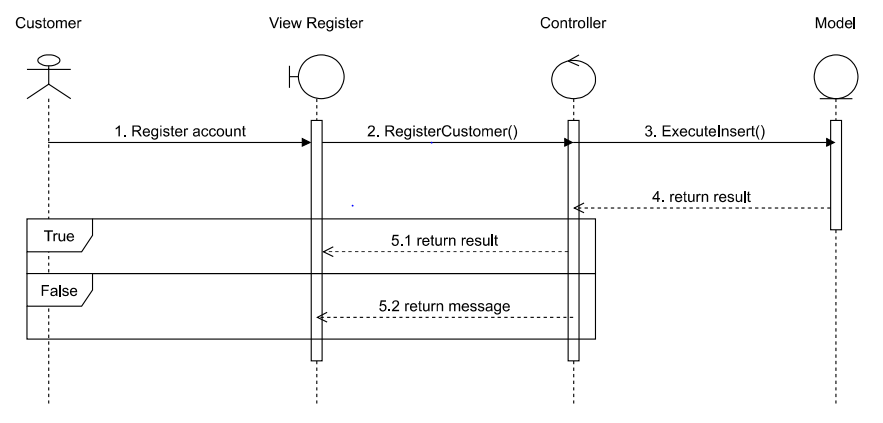 Customer
View Register
Controller
Model
1. Register account
2. RegisterCustomer()
3. ExecuteInsert()
4. return result
True
5.1 return result
False
5.2 return message